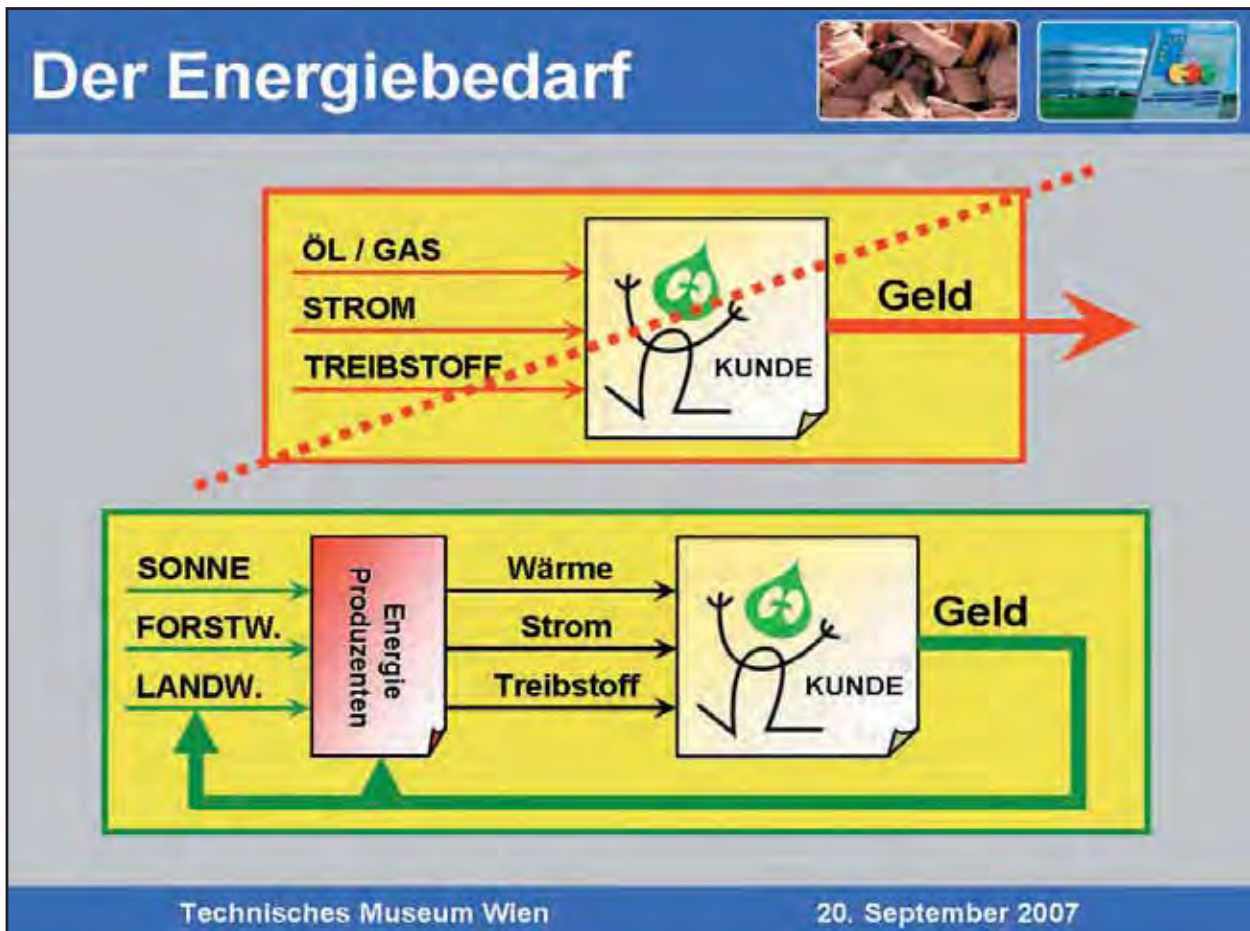 Der Energiebedarf
ÖL / GAS
STROM
TREIBSTOFF
KUNDE
Geld
SONNE
FORSTW.
LANDW.
Energie
Produzenten
Wärme
Strom
Treibstoff
KUNDE
Geld
Technisches Museum Wien
20. September 2007